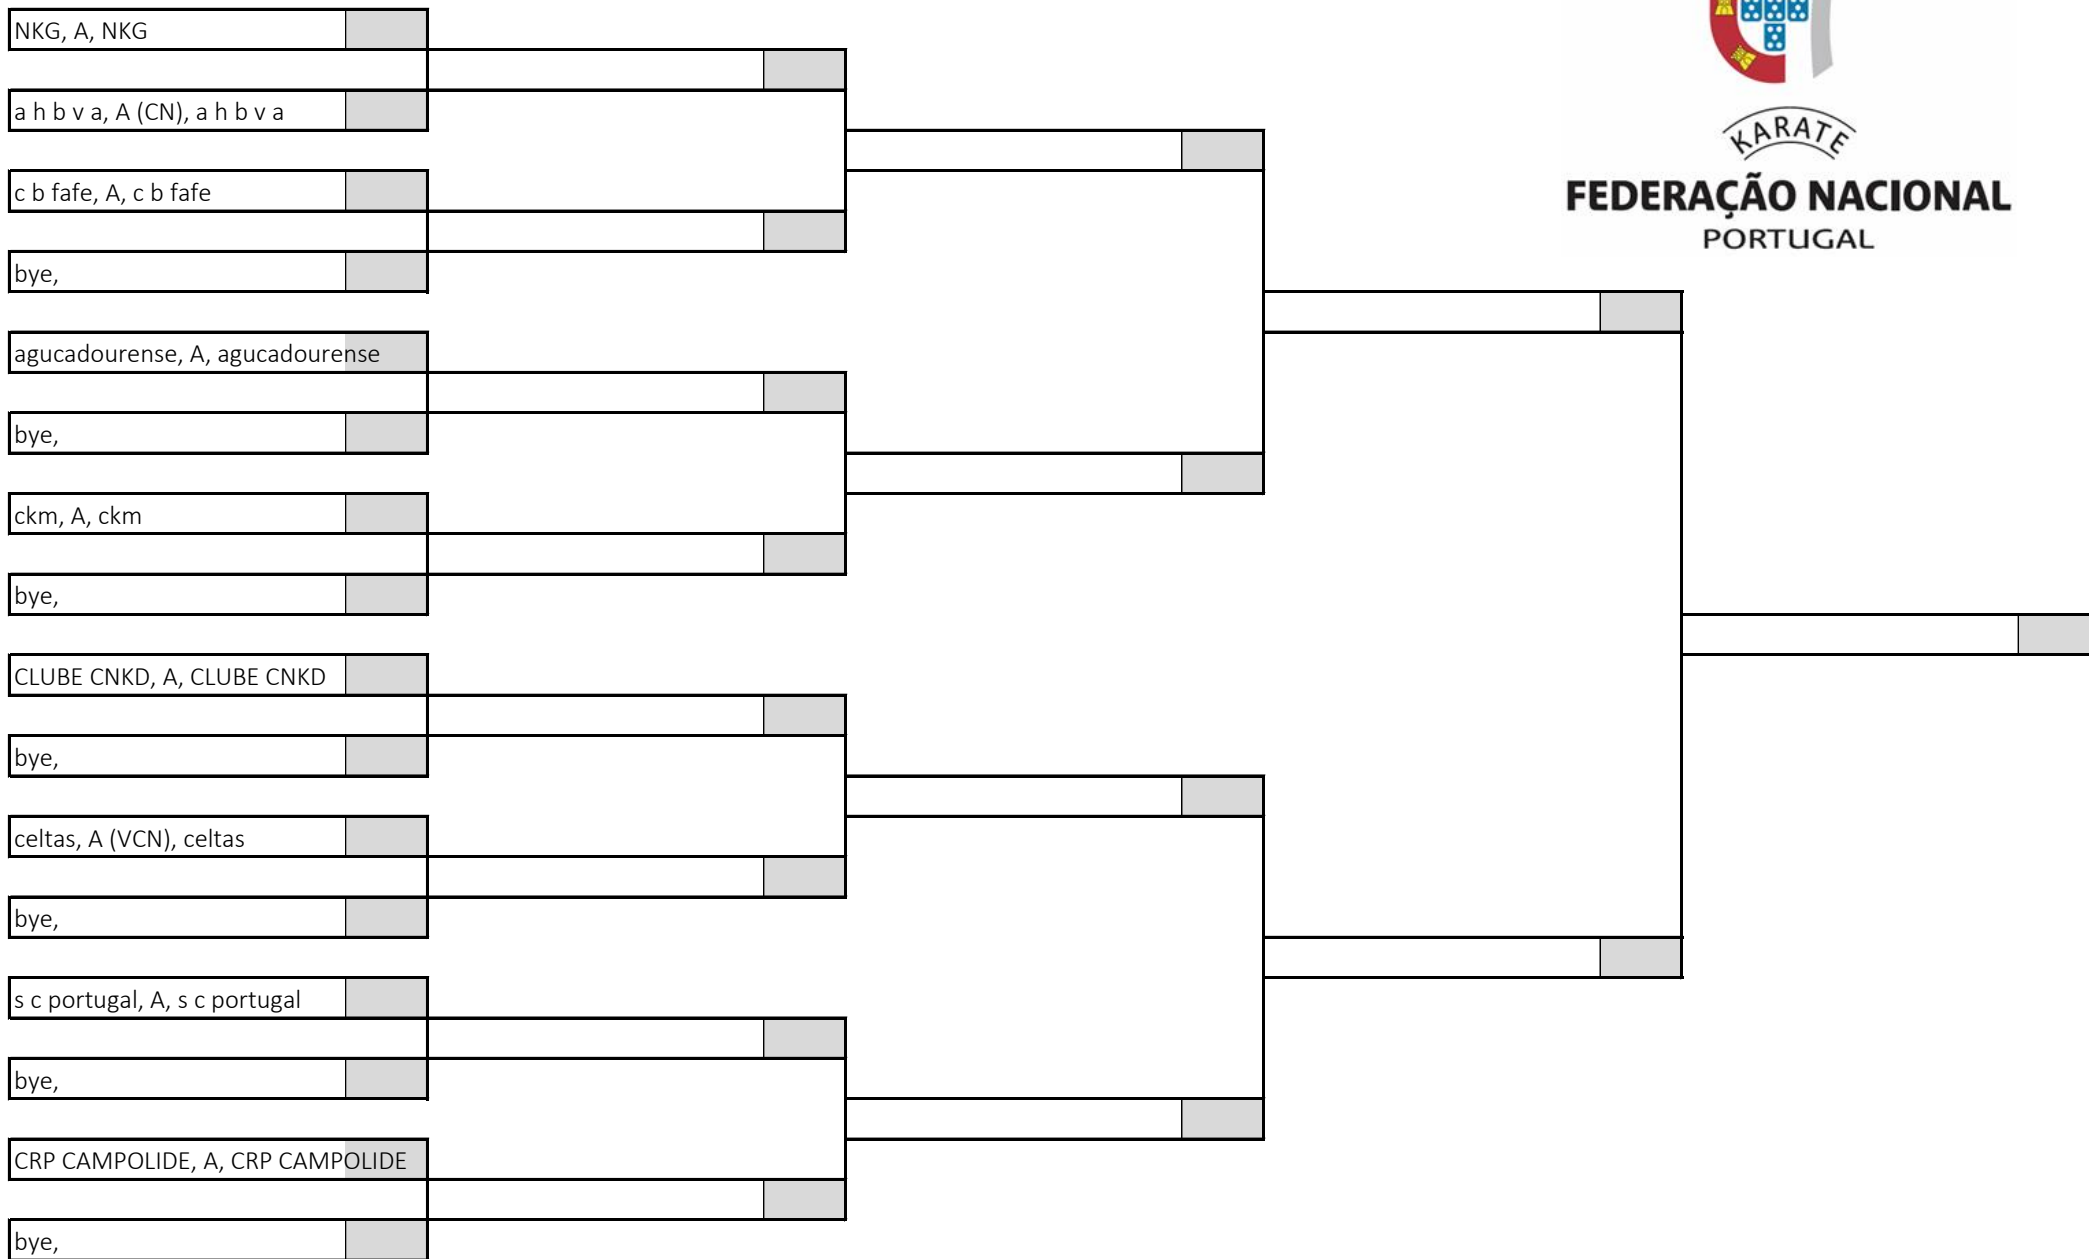 NKG, A, NKG
a h b v a, A (CN), a h b v a
c b fafe, A, c b fafe
bye,
agucadourense, A, agucadourense
bye,
ckm, A, ckm
bye,
CLUBE CNKD, A, CLUBE CNKD
bye,
celtas, A (VCN), celtas
bye,
s c portugal, A, s c portugal
bye,
CRP CAMPOLIDE, A, CRP CAMPOLIDE
bye,
KARATE
FEDERAÇÃO NACIONAL
PORTUGAL